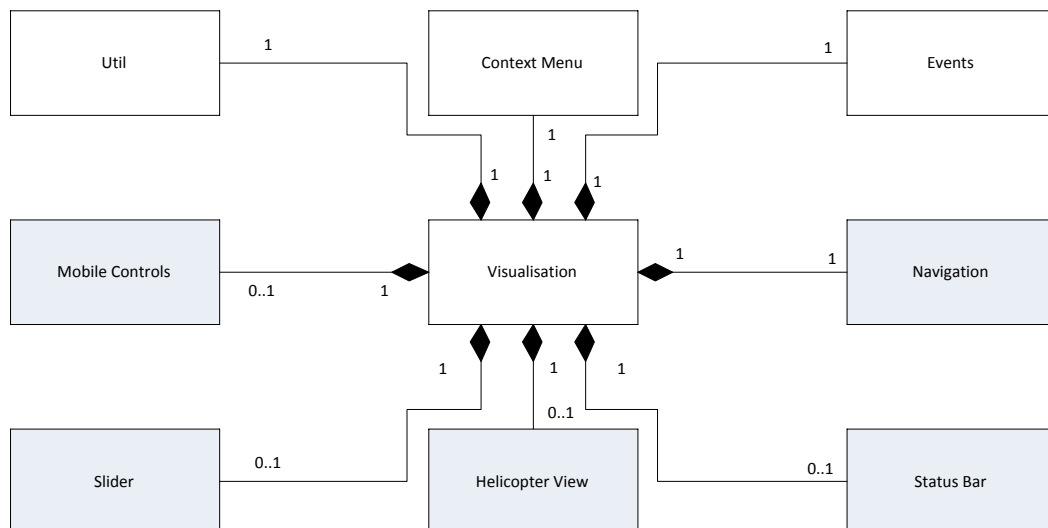 Util
1
Context Menu
1
Events
1
1
1
1
Mobile Controls
0..1
1
Visualisation
1
1
Navigation
1
1
1
0..1
0..1
0..1
Slider
Helicopter View
Status Bar